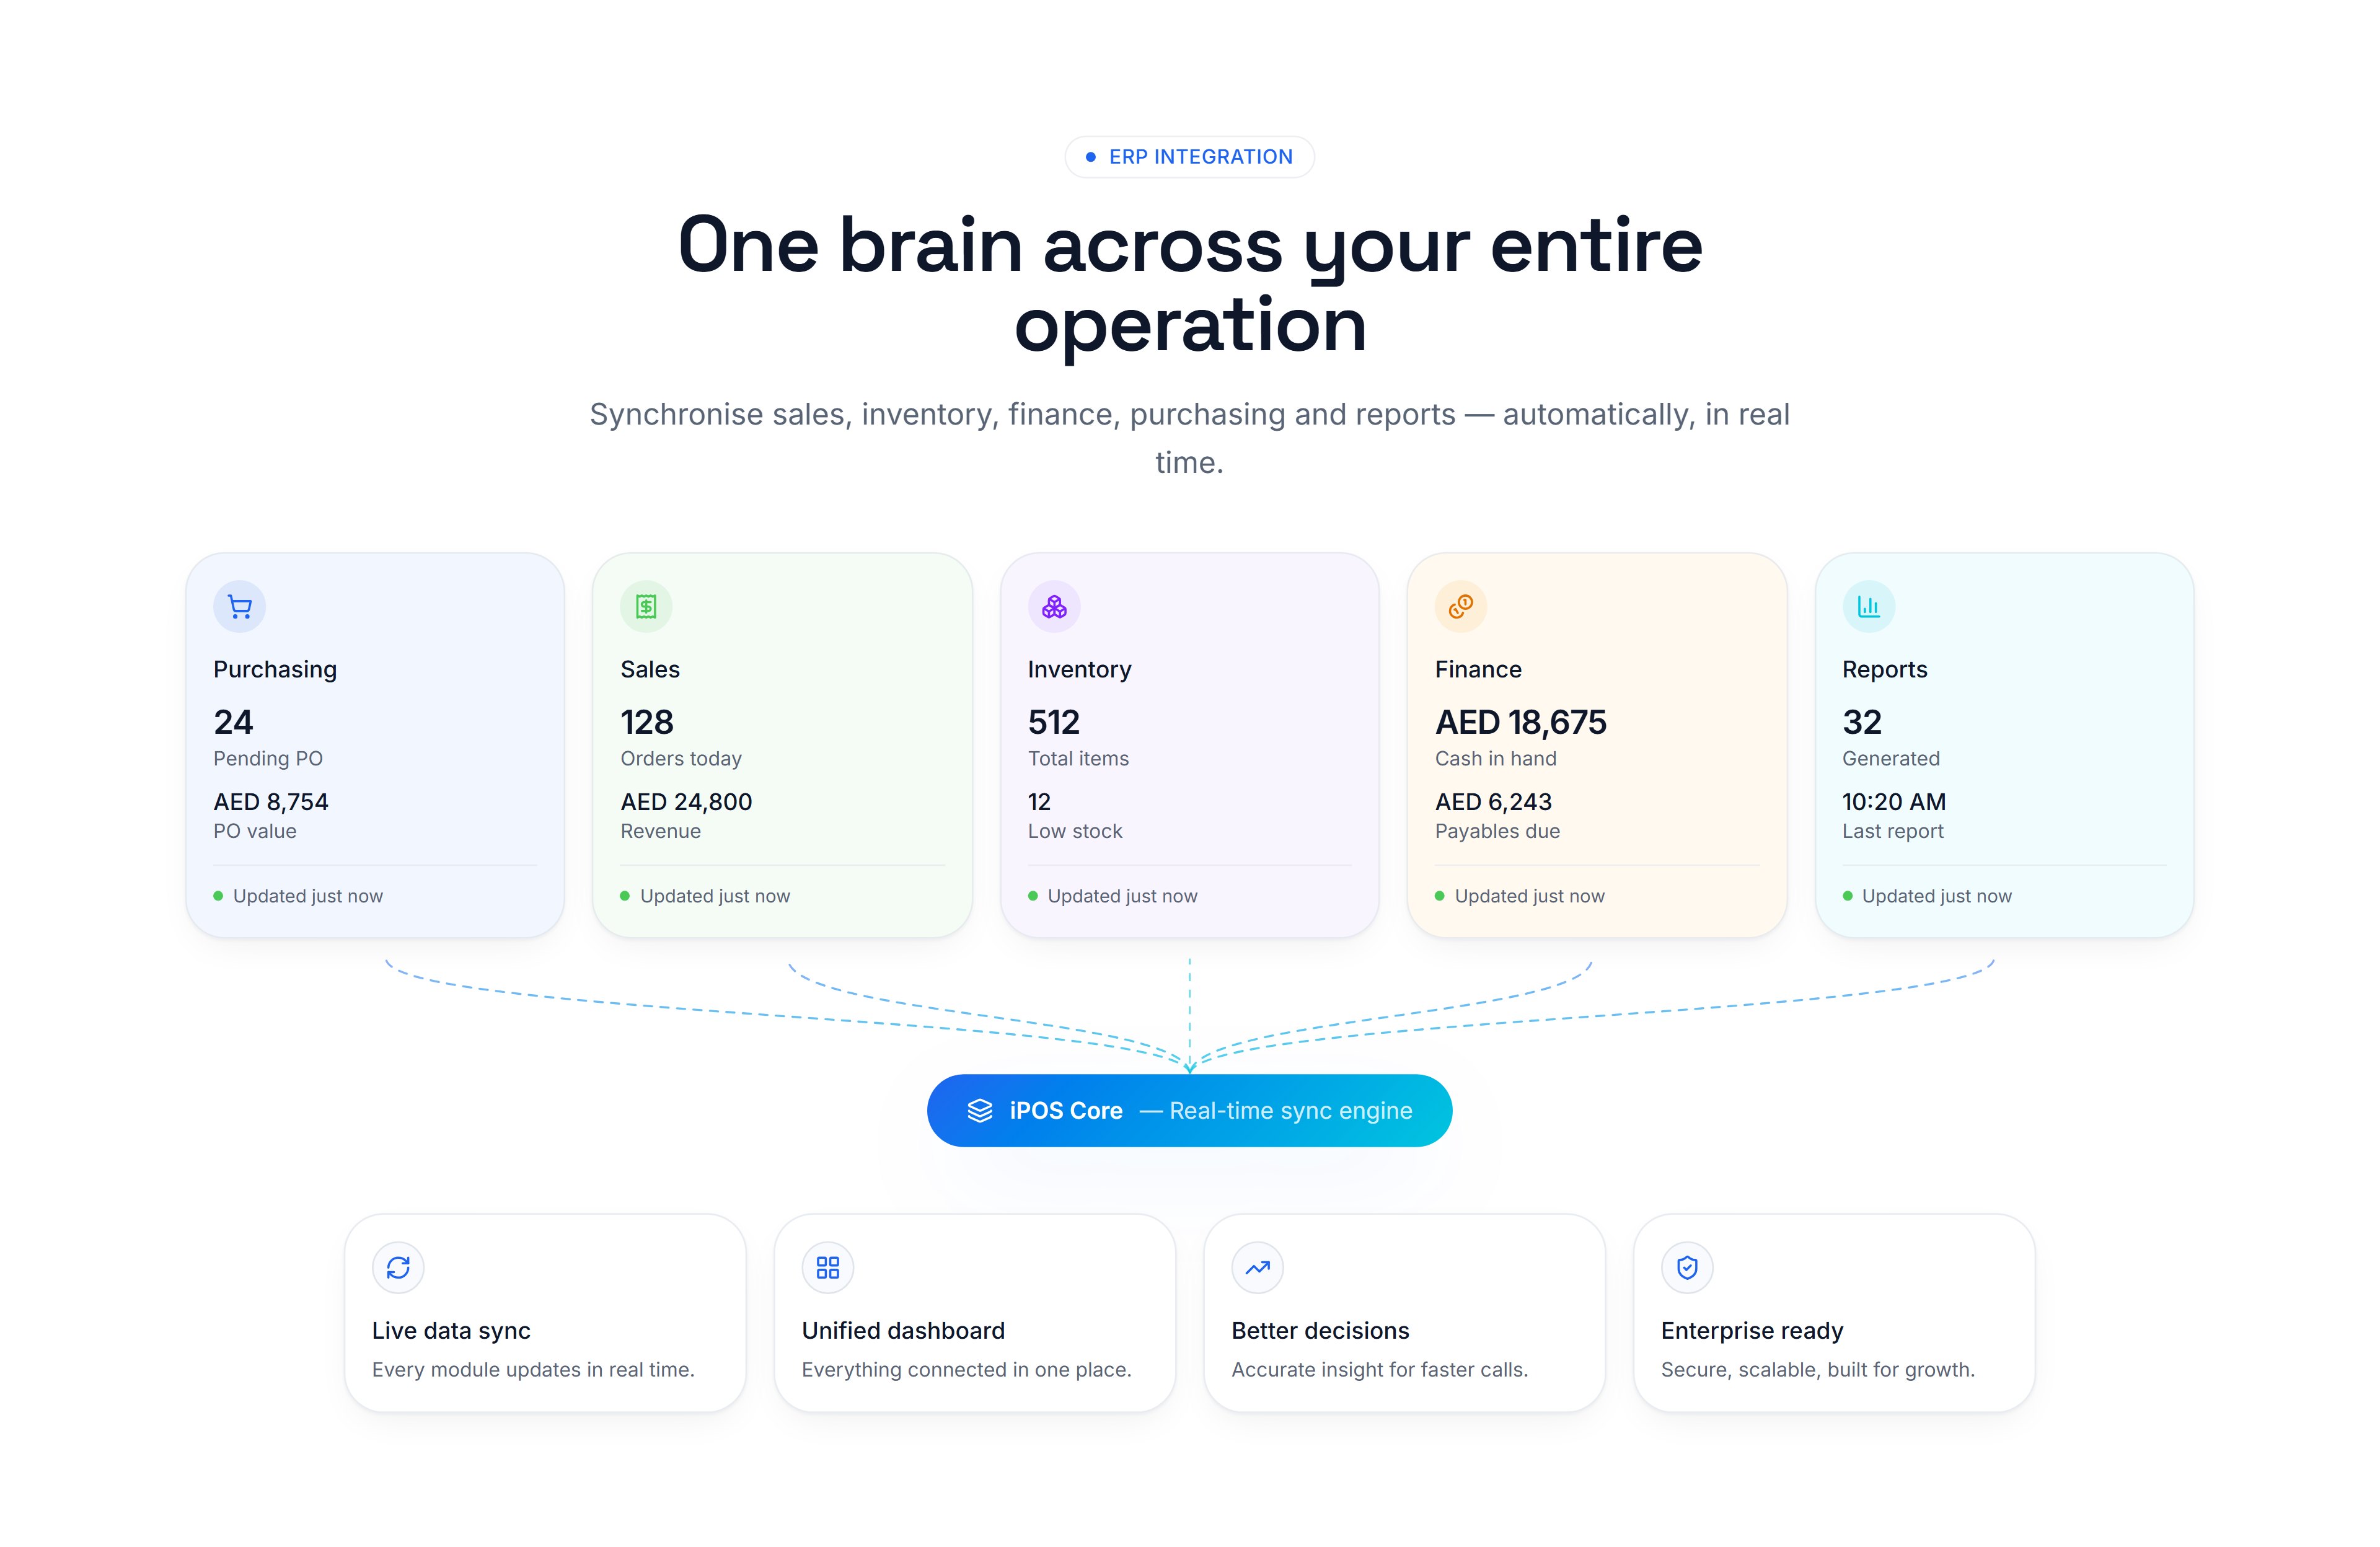 ERP INTEGRATION
One brain across your entire
operation
Synchronise sales, inventory, finance, purchasing and reports — automatically, in real
time.
Purchasing
24
Pending PO
AED 8,754
PO value
Updated just now
Sales
128
Orders today
AED 24,800
Revenue
Updated just now
Inventory
512
Total items
12
Low stock
Updated just now
Finance
AED 18,675
Cash in hand
AED 6,243
Payables due
Updated just now
Reports
32
Generated
10:20 AM
Last report
Updated just now
iPOS Core — Real-time sync engine
Live data sync
Every module updates in real time.
Unified dashboard
Everything connected in one place.
Better decisions
Accurate insight for faster calls.
Enterprise ready
Secure, scalable, built for growth.